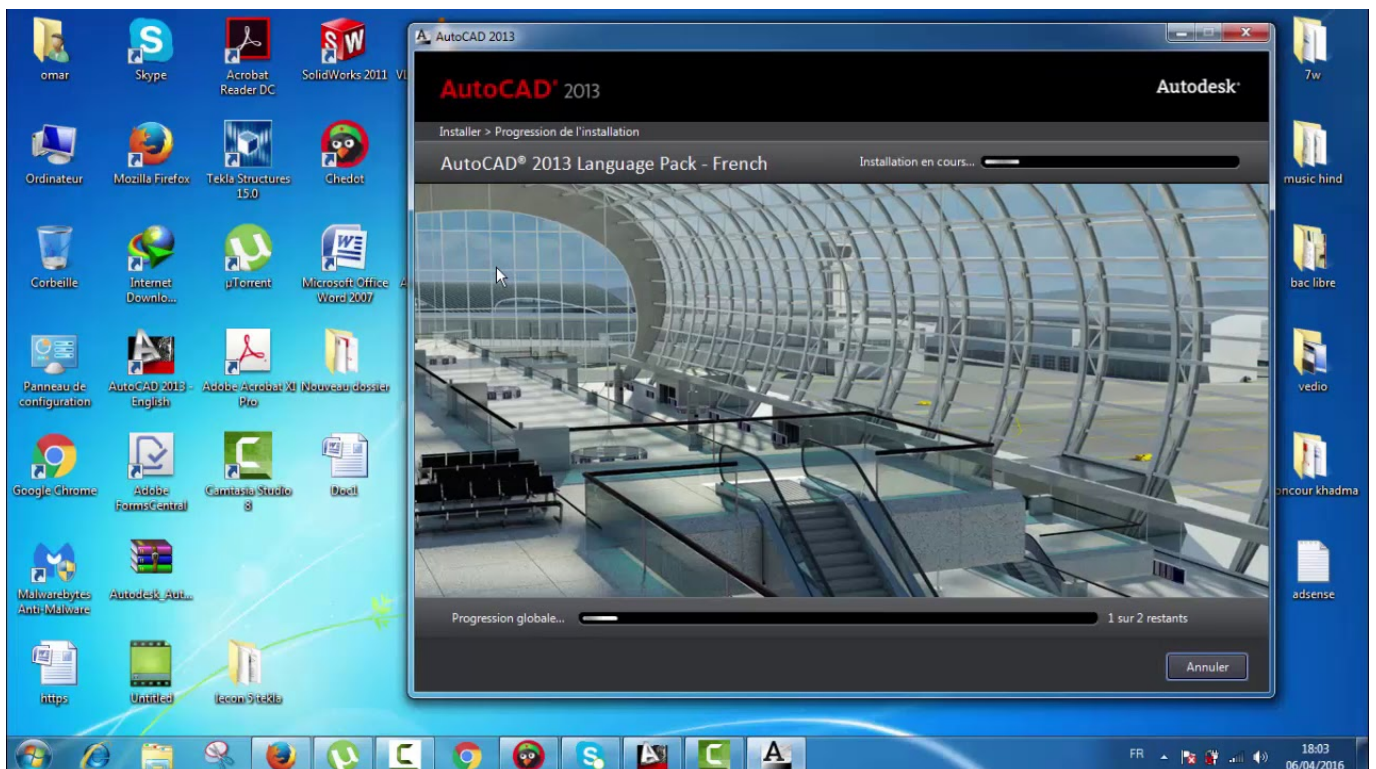 omar
Skype
Acrobat
Reader DC
SolidWorks 2011
Ordinateur
Mozilla Firefox
Tekla Structures
15.0
Chedot
Corbeille
Internet
Downlo...
µTorrent
Microsoft Office
Word 2007
Panneau de
configuration
AutoCAD 2013 -
English
Adobe Acrobat XI
Pro
Nouveau dossier
Google Chrome
Adobe
FormsCentral
Camtasia Studio
8
Doc1
Malwarebytes
Anti-Malware
Autodesk_Aut...
https
Untitled
lecon 5 tekla
AutoCAD 2013
AutoCAD® 2013
Autodesk®
Installer > Progression de l'installation
AutoCAD® 2013 Language Pack - French
Installation en cours...
Progression globale...
1 sur 2 restants
Annuler
7w
music hind
bac libre
vedio
oncour khadma
adsense
FR
18:03
06/04/2016